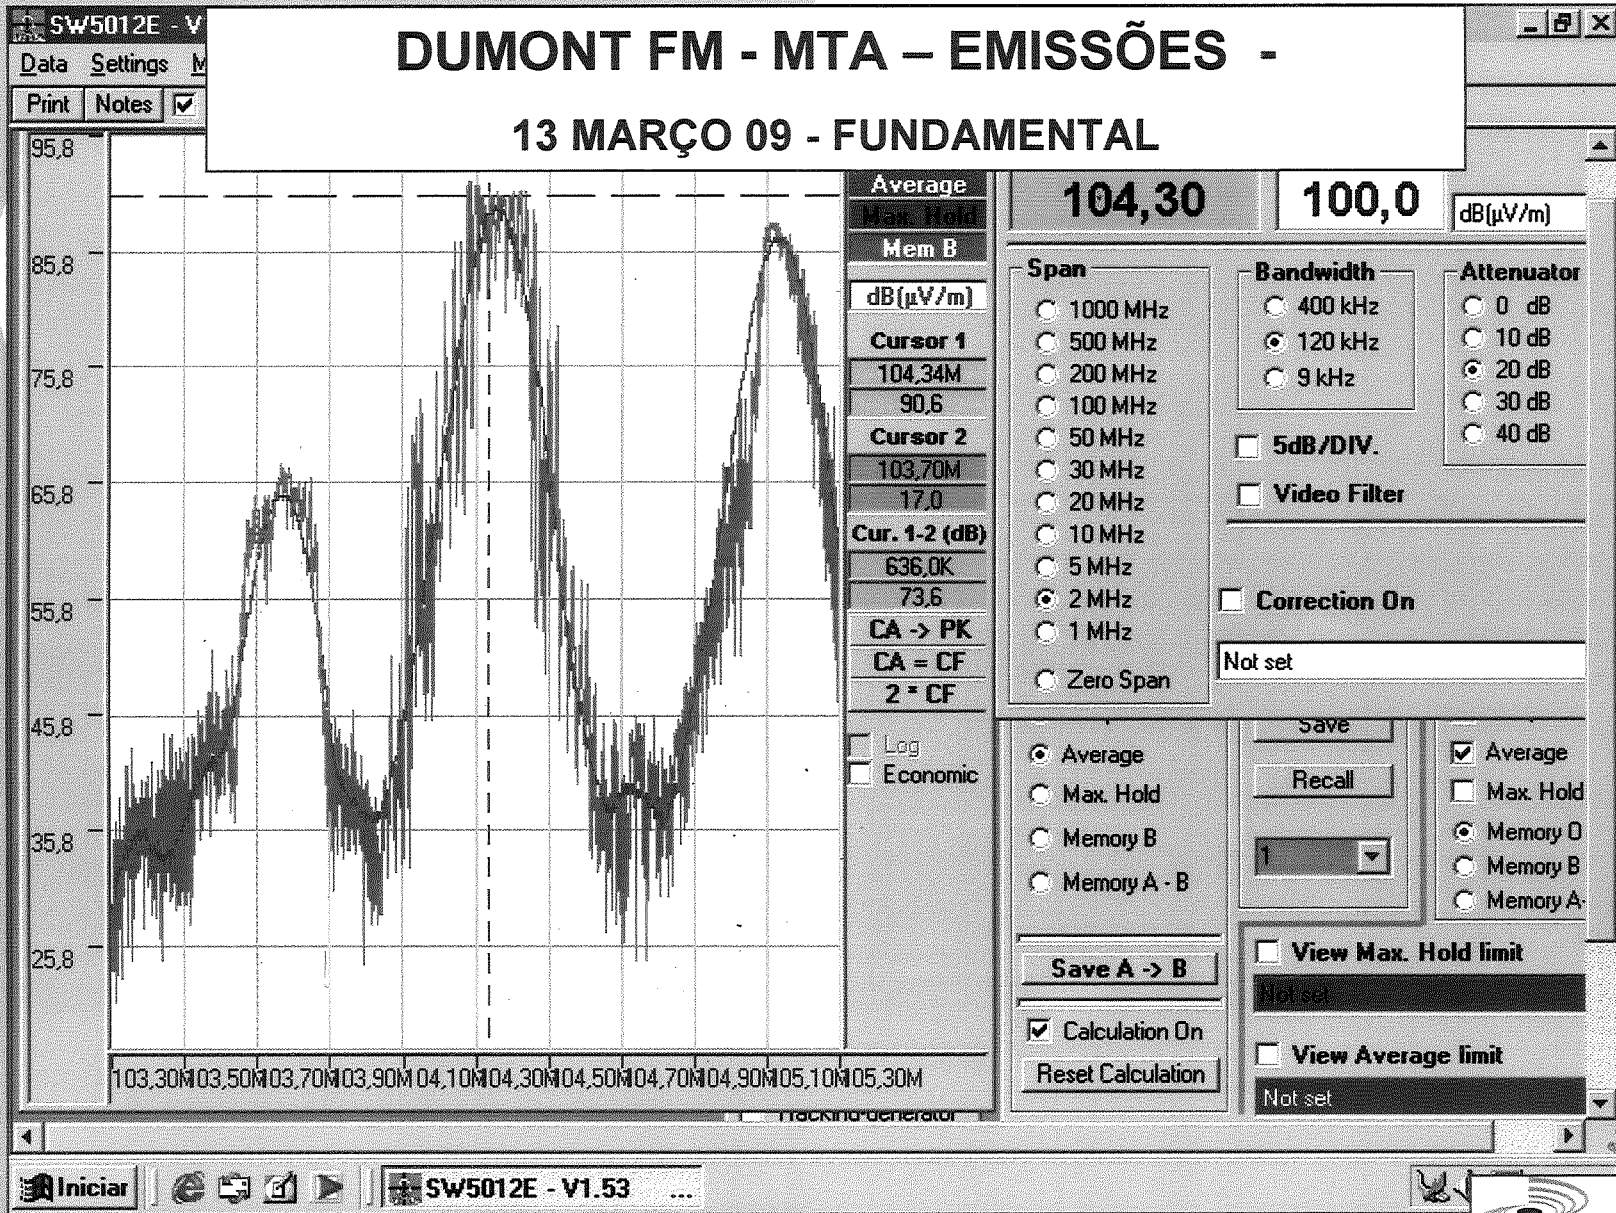 SW5012E - V
DUMONT FM - MTA – EMISSÕES -
13 MARÇO 09 - FUNDAMENTAL
Data Settings M
Print Notes
95,8
85,8
75,8
65,8
55,8
45,8
35,8
25,8
103,30M 103,50M 103,70M 103,90M 104,10M 104,30M 104,50M 104,70M 104,90M 105,10M 105,30M
Average
Max. Hold
Mem B
dB(µV/m)
Cursor 1
104,34M
90,6
Cursor 2
103,70M
17,0
Cur. 1-2 (dB)
636,0K
73,6
CA -> PK
CA = CF
2 * CF
Log
Economic
104,30
100,0
dB(µV/m)
Span
1000 MHz
500 MHz
200 MHz
100 MHz
50 MHz
30 MHz
20 MHz
10 MHz
5 MHz
2 MHz
1 MHz
Zero Span
Bandwidth
400 kHz
120 kHz
9 kHz
Attenuator
0 dB
10 dB
20 dB
30 dB
40 dB
5dB/DIV.
Video Filter
Correction On
Not set
Average
Max. Hold
Memory B
Memory A - B
Save A -> B
Calculation On
Reset Calculation
Save
Recall
1
Average
Max. Hold
Memory O
Memory B
Memory A-
View Max. Hold limit
Not set
View Average limit
Not set
Tracking-generator
Iniciar
SW5012E - V1.53 ...